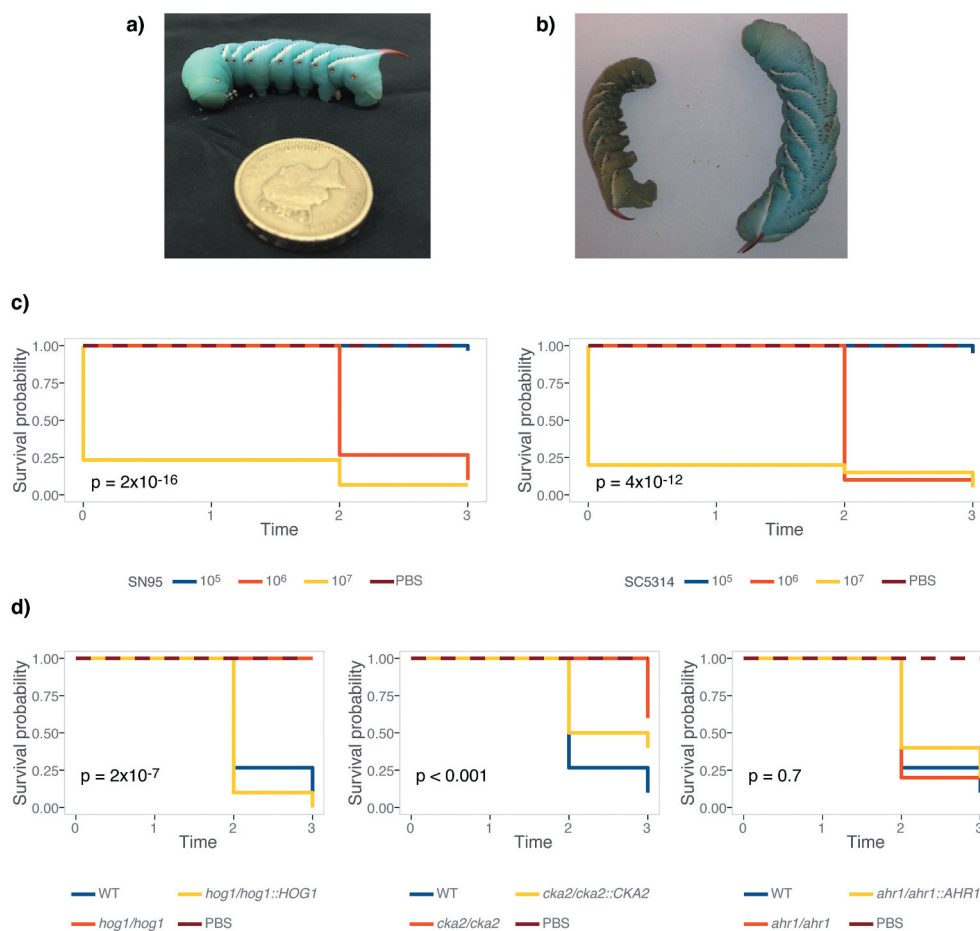 a)
b)
c)
Survival probability
1.00
0.75
0.50
0.25
0.00
p = 2x10⁻¹⁶
0 1 2 3
Time
SN95 10⁵ 10⁶ 10⁷ PBS
Survival probability
1.00
0.75
0.50
0.25
0.00
p = 4x10⁻¹²
0 1 2 3
Time
SC5314 10⁵ 10⁶ 10⁷ PBS
d)
Survival probability
1.00
0.75
0.50
0.25
0.00
p = 2x10⁻⁷
0 1 2 3
Time
WT hog1/hog1::HOG1
hog1/hog1 PBS
Survival probability
1.00
0.75
0.50
0.25
0.00
p < 0.001
0 1 2 3
Time
WT cka2/cka2::CKA2
cka2/cka2 PBS
Survival probability
1.00
0.75
0.50
0.25
0.00
p = 0.7
0 1 2 3
Time
WT ahr1/ahr1::AHR1
ahr1/ahr1 PBS